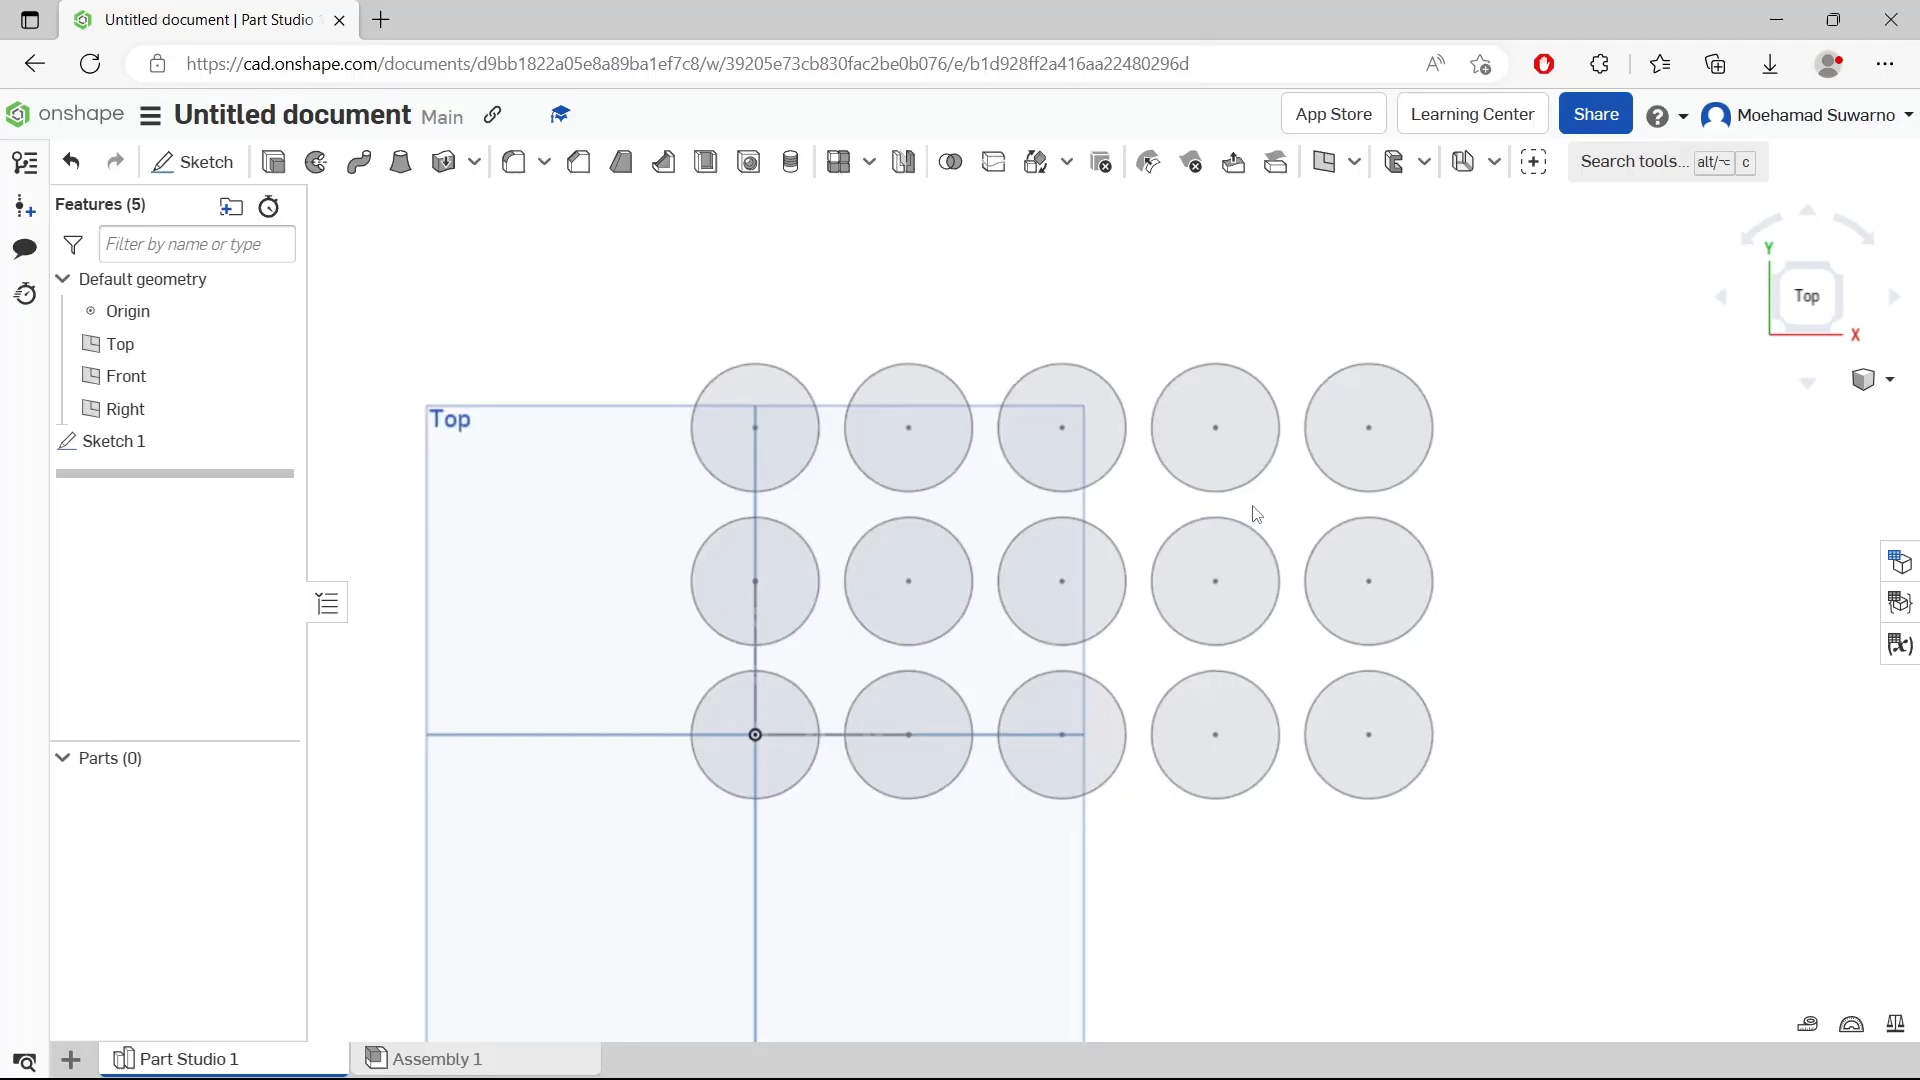 Untitled document | Part Studio 1
https://cad.onshape.com/documents/d9bb1822a05e8a89ba1ef7c8/w/39205e73cb830fac2be0b076/e/b1d928ff2a416aa22480296d
onshape Untitled document Main App Store Learning Center Share Moehamad Suwarno
Sketch Search tools... alt/⌥ c
Features (5)
Filter by name or type
Default geometry
Origin
Top
Front
Right
Sketch 1
Parts (0)
Top
Y
Top
X
Part Studio 1 Assembly 1